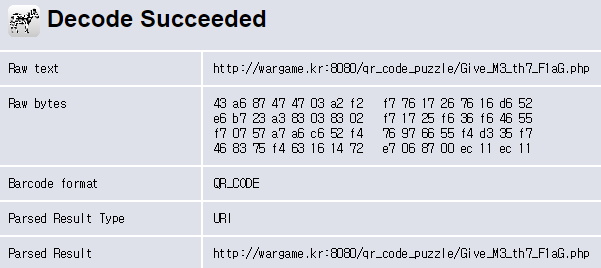 Decode Succeeded
Raw text http://wargame.kr:8080/qr_code_puzzle/Give_M3_th7_F1aG.php
Raw bytes 43 a6 87 47 47 03 a2 f2 f7 76 17 26 76 16 d6 52
e6 b7 23 a3 83 03 83 02 f7 17 25 f6 36 f6 46 55
f7 07 57 a7 a6 c6 52 f4 76 97 66 55 f4 d3 35 f7
46 83 75 f4 63 16 14 72 e7 06 87 00 ec 11 ec 11
Barcode format QR_CODE
Parsed Result Type URI
Parsed Result http://wargame.kr:8080/qr_code_puzzle/Give_M3_th7_F1aG.php